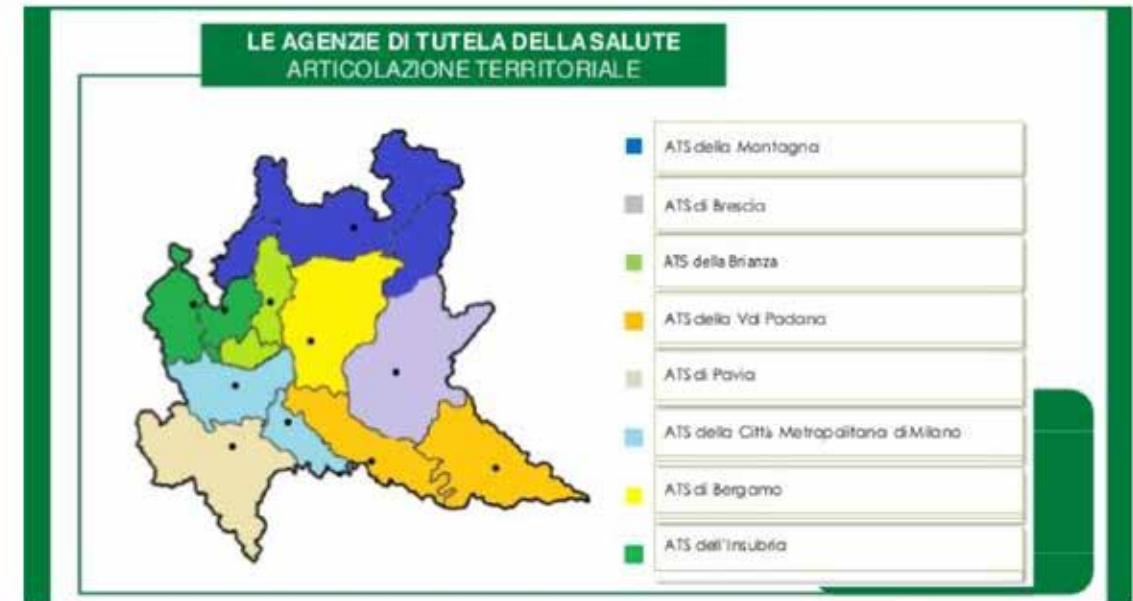 LE AGENZIE DI TUTELA DELLA SALUTE
ARTICOLAZIONE TERRITORIALE
ATS della Montagna
ATS di Brescia
ATS della Brianza
ATS della Val Padana
ATS di Pavia
ATS della Città Metropolitana di Milano
ATS di Bergamo
ATS dell'Insubria